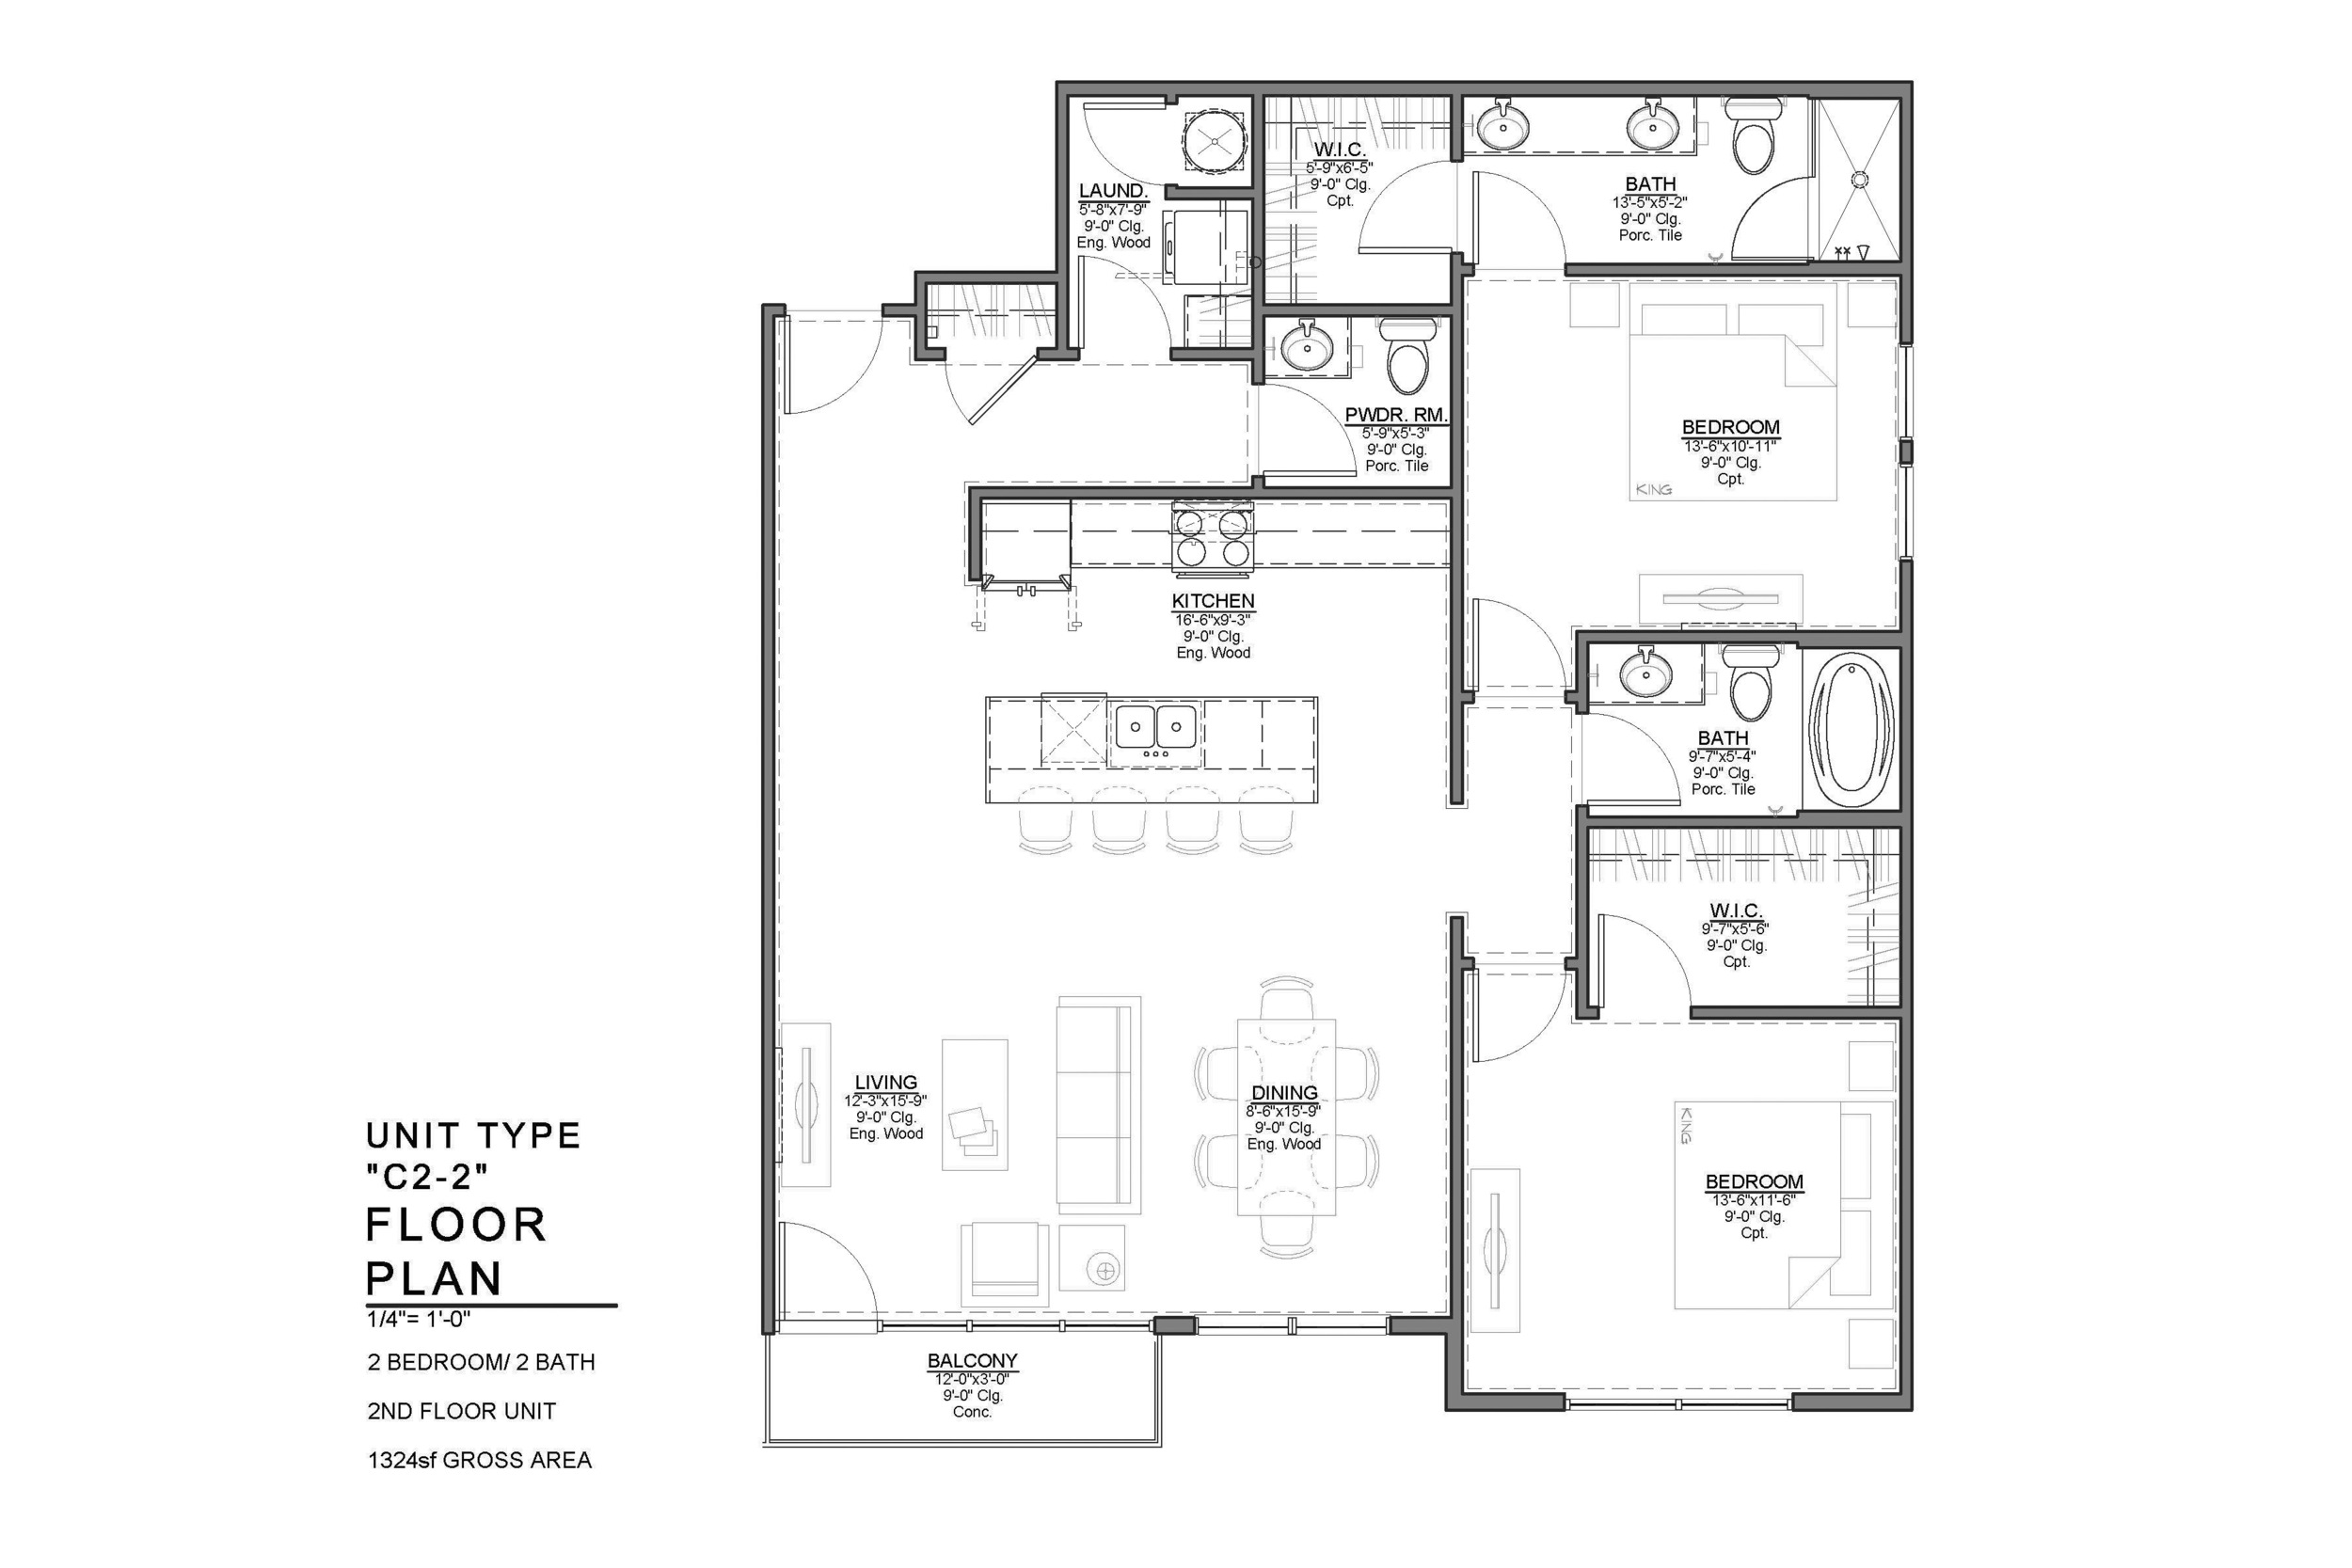 W.I.C.
5'-9"x6'-5"
9'-0" Clg.
Cpt.
BATH
13'-5"x5'-2"
9'-0" Clg.
Porc. Tile
LAUND.
5'-8"x7'-9"
9'-0" Clg.
Eng. Wood
PWDR. RM.
5'-9"x5'-3"
9'-0" Clg.
Porc. Tile
BEDROOM
13'-6"x10'-11"
9'-0" Clg.
Cpt.
KING
KITCHEN
16'-6"x9'-3"
9'-0" Clg.
Eng. Wood
BATH
9'-7"x5'-4"
9'-0" Clg.
Porc. Tile
W.I.C.
9'-7"x5'-6"
9'-0" Clg.
Cpt.
LIVING
12'-3"x15'-9"
9'-0" Clg.
Eng. Wood
DINING
8'-6"x15'-9"
9'-0" Clg.
Eng. Wood
KING
BEDROOM
13'-6"x11'-6"
9'-0" Clg.
Cpt.
BALCONY
12'-0"x3'-0"
9'-0" Clg.
Conc.
UNIT TYPE
"C2-2"
FLOOR
PLAN
1/4"= 1'-0"
2 BEDROOM/ 2 BATH
2ND FLOOR UNIT
1324sf GROSS AREA